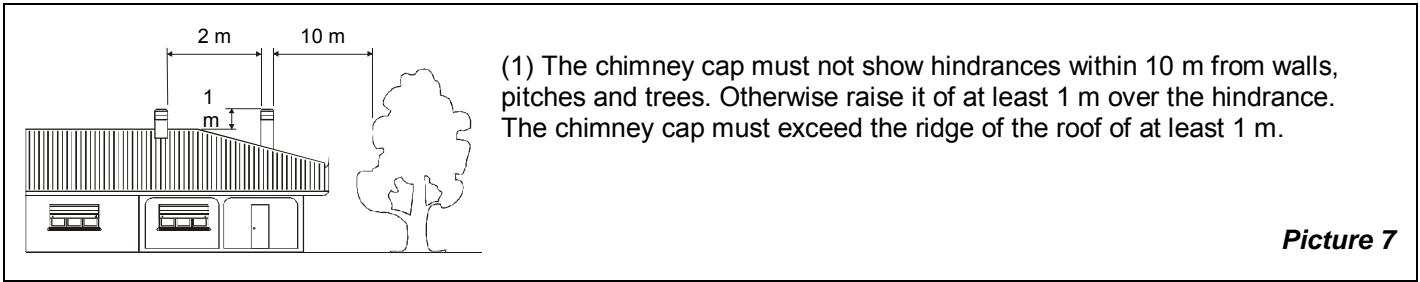 2 m 10 m
1
m
(1) The chimney cap must not show hindrances within 10 m from walls,
pitches and trees. Otherwise raise it of at least 1 m over the hindrance.
The chimney cap must exceed the ridge of the roof of at least 1 m.
Picture 7